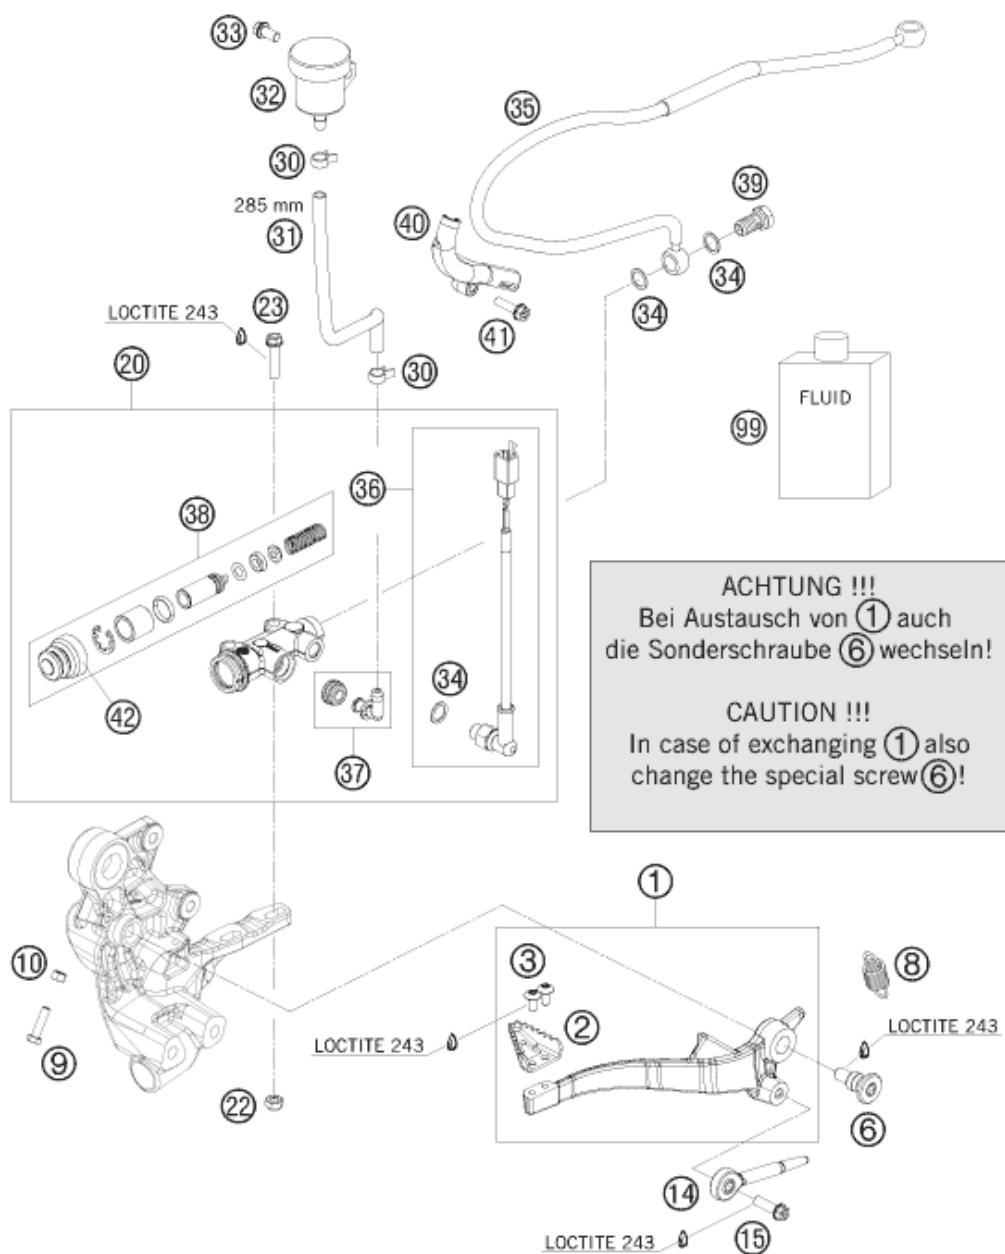 33
32
35
30
39
40
285 mm
31
34
34
23
LOCTITE 243
41
20
30
FLUID
99
36
38
ACHTUNG !!!
Bei Austausch von 1 auch
die Sonderschraube 6 wechseln!
CAUTION !!!
In case of exchanging 1 also
change the special screw 6!
34
42
37
1
10
3
8
2
LOCTITE 243
LOCTITE 243
9
22
6
14
15
LOCTITE 243